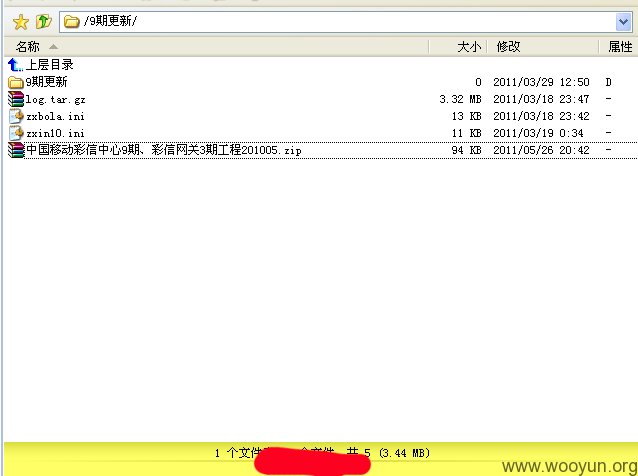 /9期更新/
名称 大小 修改 属性
上层目录
9期更新 0 2011/03/29 12:50 D
log.tar.gz 3.32 MB 2011/03/18 23:47 -
zxbola.ini 13 KB 2011/03/18 23:42 -
zxin10.ini 11 KB 2011/03/19 0:34 -
中国移动彩信中心9期、彩信网关3期工程201005.zip 94 KB 2011/05/26 20:42 -
1 个文件 个文件, 共 5 (3.44 MB)
www.wooyun.org